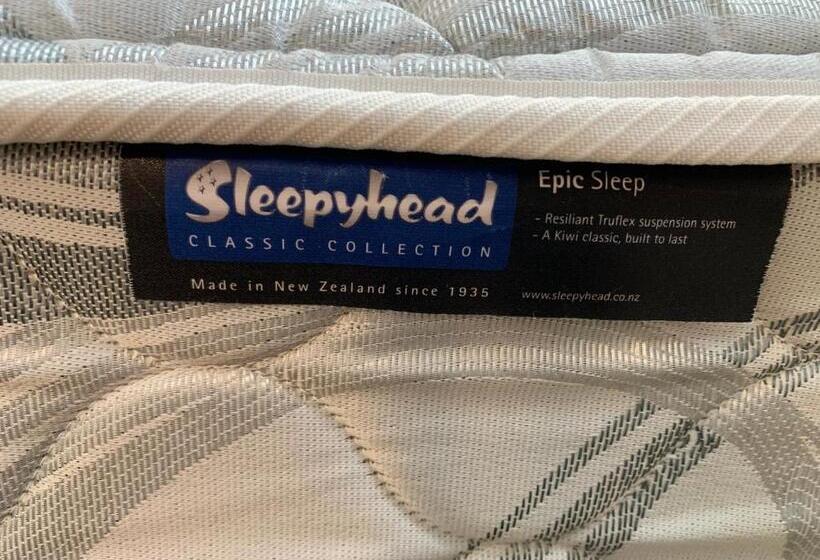 Sleepyhead
CLASSIC COLLECTION
Made in New Zealand since 1935
Epic Sleep
- Resiliant Truflex suspension system
- A Kiwi classic, built to last
www.sleepyhead.co.nz